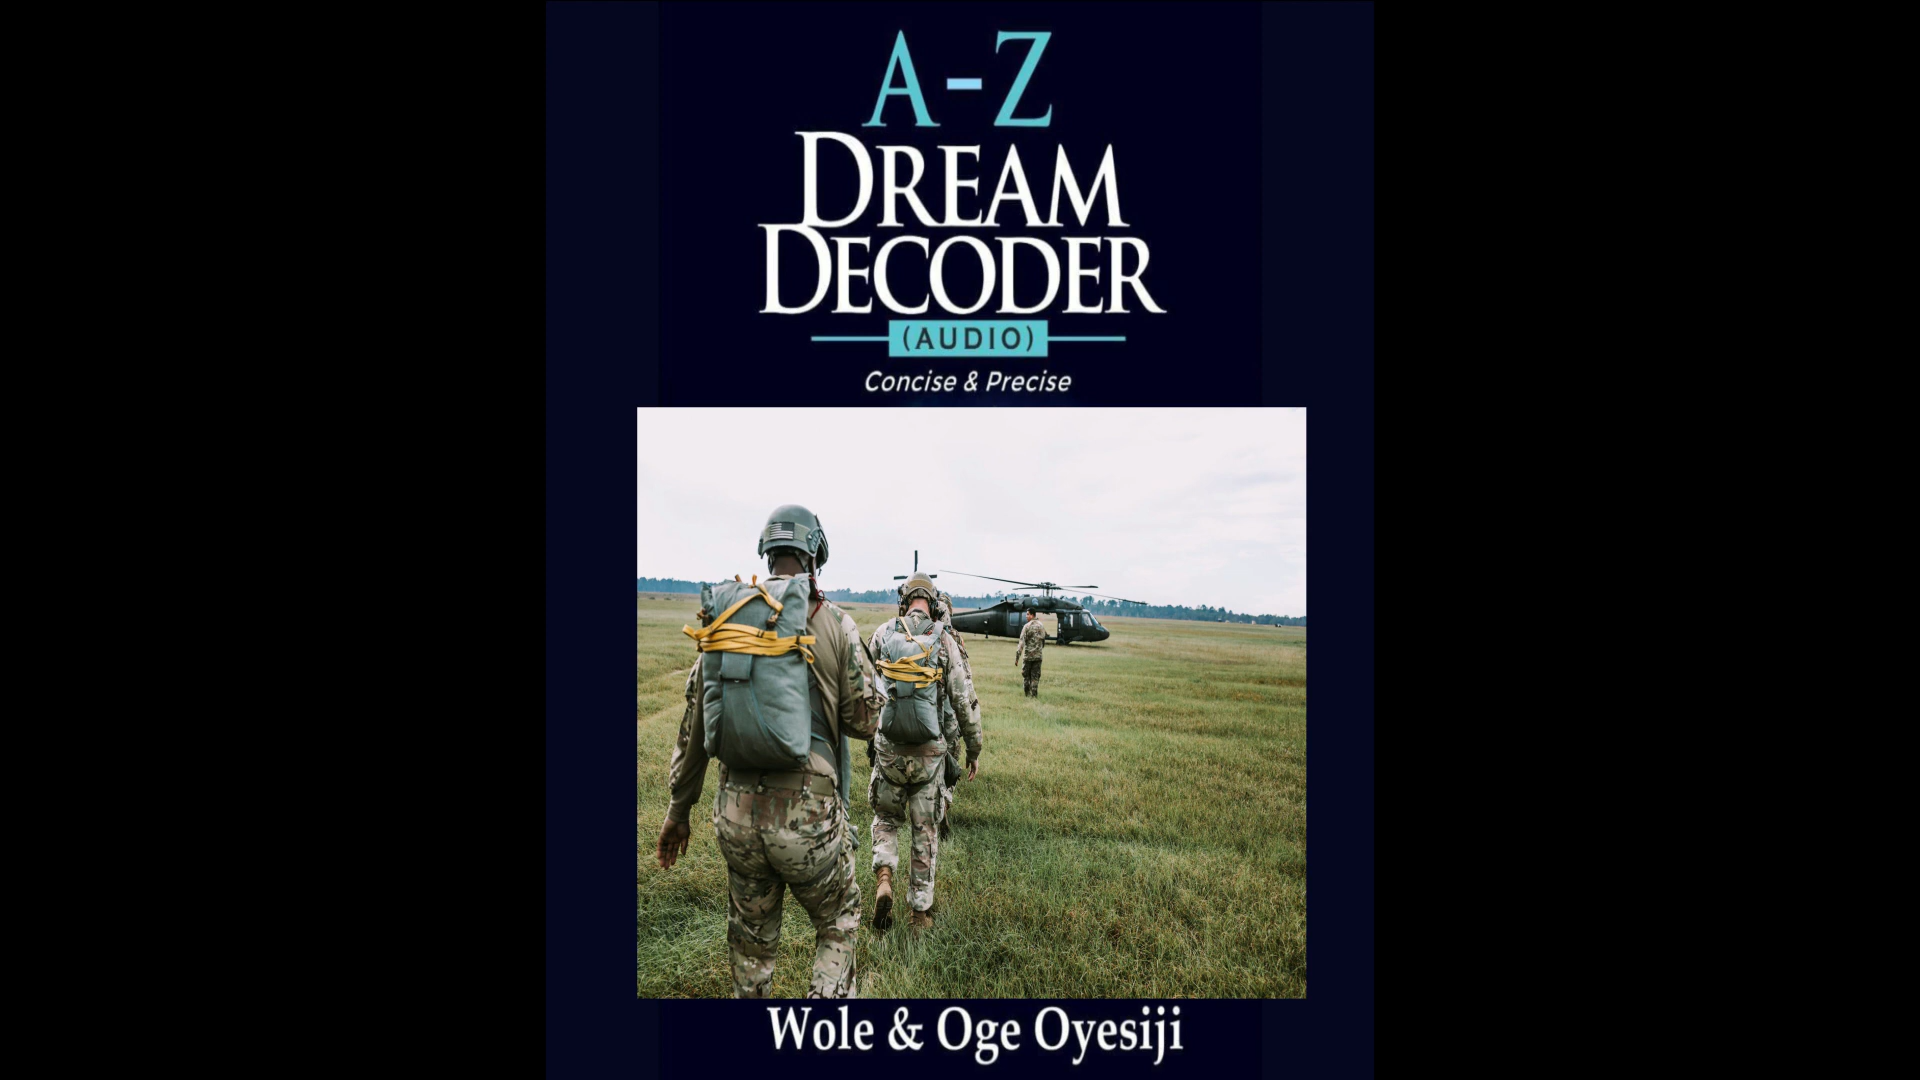 A-Z
DREAM
DECODER
(AUDIO)
Concise & Precise
Wole & Oge Oyesiji